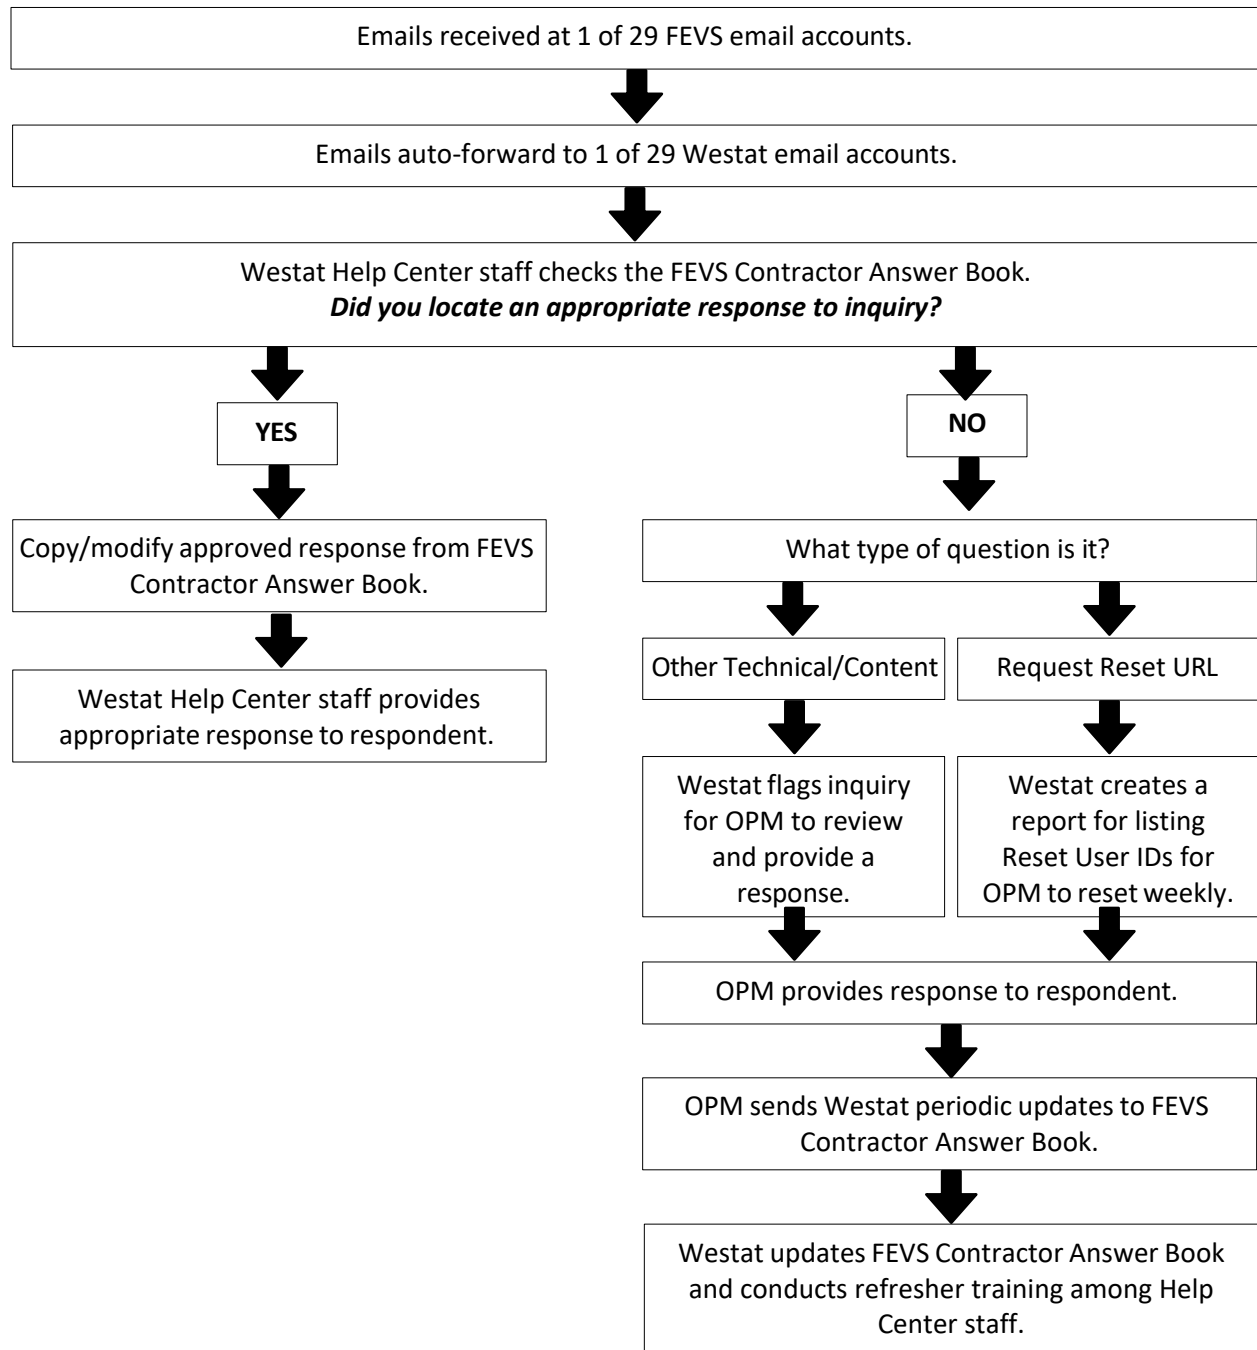 Emails received at 1 of 29 FEVS email accounts.
Emails auto-forward to 1 of 29 Westat email accounts.
Westat Help Center staff checks the FEVS Contractor Answer Book.
Did you locate an appropriate response to inquiry?
YES
NO
Copy/modify approved response from FEVS
Contractor Answer Book.
Westat Help Center staff provides
appropriate response to respondent.
What type of question is it?
Other Technical/Content
Request Reset URL
Westat flags inquiry
for OPM to review
and provide a
response.
Westat creates a
report for listing
Reset User IDs for
OPM to reset weekly.
OPM provides response to respondent.
OPM sends Westat periodic updates to FEVS
Contractor Answer Book.
Westat updates FEVS Contractor Answer Book
and conducts refresher training among Help
Center staff.